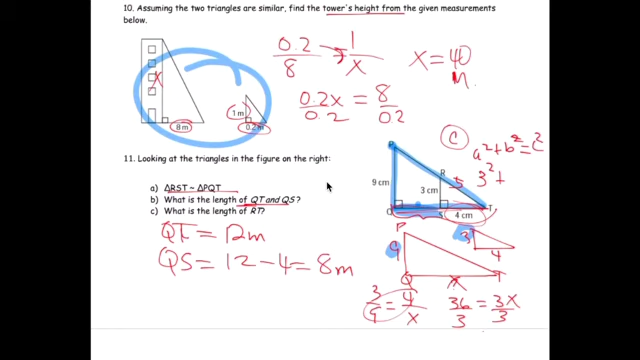 10. Assuming the two triangles are similar, find the tower's height from the given measurements
below.
X
1 m
8 m
0.2 m
0.2
8
1
X
X = 40
m
0.2x = 8
0.2
02
11. Looking at the triangles in the figure on the right:
a) ΔRST ~ ΔPQT
b) What is the length of QT and QS?
c) What is the length of RT?
QT = 12m
QS = 12 - 4 = 8m
C
a² + b² = c²
3² +
P
R
9 cm
3 cm
5
Q
S
T
4 cm
P
9
Q
X
T
3
4
3
9
=
4
X
36
3
=
3X
3